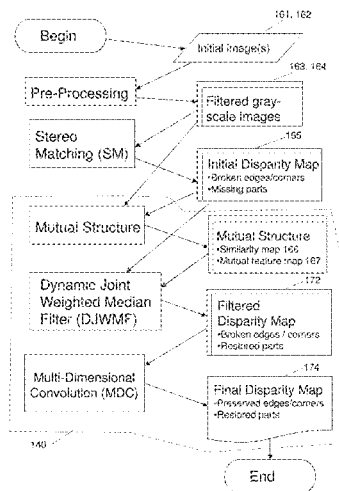 161, 162
Begin
Initial image(s)
163, 164
Pre-Processing
Filtered gray-
scale images
Stereo
Matching (SM)
165
Initial Disparity Map
•Broken edges/corners
•Missing parts
Mutual Structure
Mutual Structure
•Similarity map 166
•Mutual feature map 167
Dynamic Joint
Weighted Median
Filter (DJWMF)
172
Filtered
Disparity Map
•Broken edges / corners
•Restored parts
Multi-Dimensional
Convolution (MDC)
174
Final Disparity Map
•Preserved edges/corners
•Restored parts
140
End